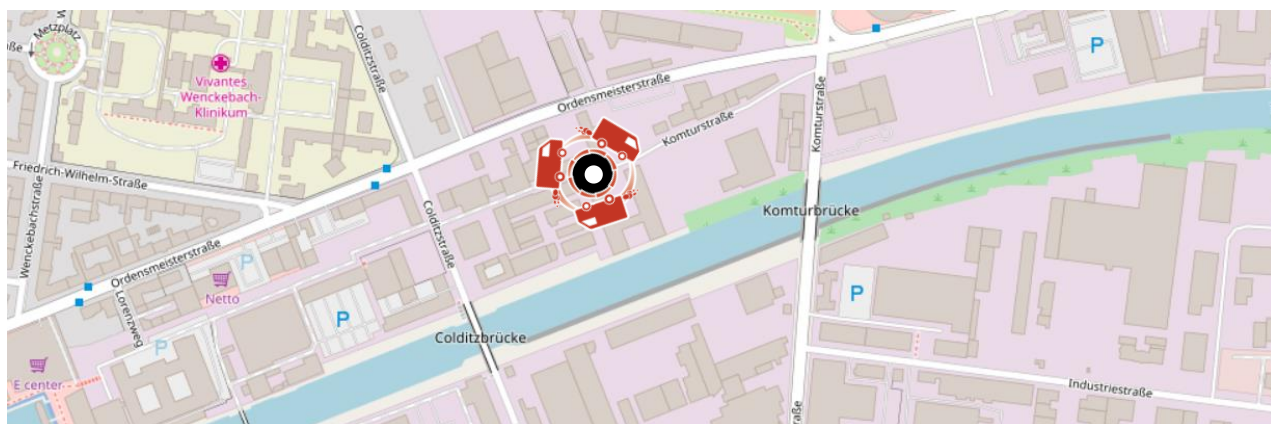 Metzplatz
Vivantes
Wenckebach-
Klinikum
Colditzstraße
Ordensmeisterstraße
Komturstraße
Komturstraße
Friedrich-Wilhelm-Straße
Wenckebachstraße
Colditzstraße
Komturbrücke
Ordensmeisterstraße
P
P
P
P
P
Netto
Lorenzweg
Colditzbrücke
E center
Industriestraße